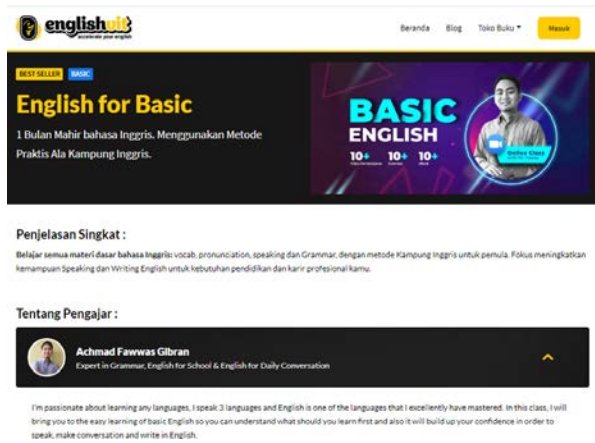 englishvit
accelerate your english
Beranda Blog Toko Buku Masuk
BEST SELLER BASIC
English for Basic
1 Bulan Mahir bahasa Inggris. Menggunakan Metode
Praktis Ala Kampung Inggris.
BASIC
ENGLISH
10+ 10+ 10+
Online Class
Penjelasan Singkat :
Belajar semua materi dasar bahasa Inggris: vocab, pronunciation, speaking dan Grammar, dengan metode Kampung Inggris untuk pemula. Fokus meningkatkan
kemampuan Speaking dan Writing English untuk kebutuhan pendidikan dan karir profesional kamu.
Tentang Pengajar :
Achmad Fawwas Gibran
Expert in Grammar, English for School & English for Daily Conversation
I'm passionate about learning any languages, I speak 3 languages and English is one of the languages that I excellently have mastered. In this class, I will
bring you to the easy learning of basic English so you can understand what should you learn first and also it will build up your confidence in order to
speak, make conversation and write in English.